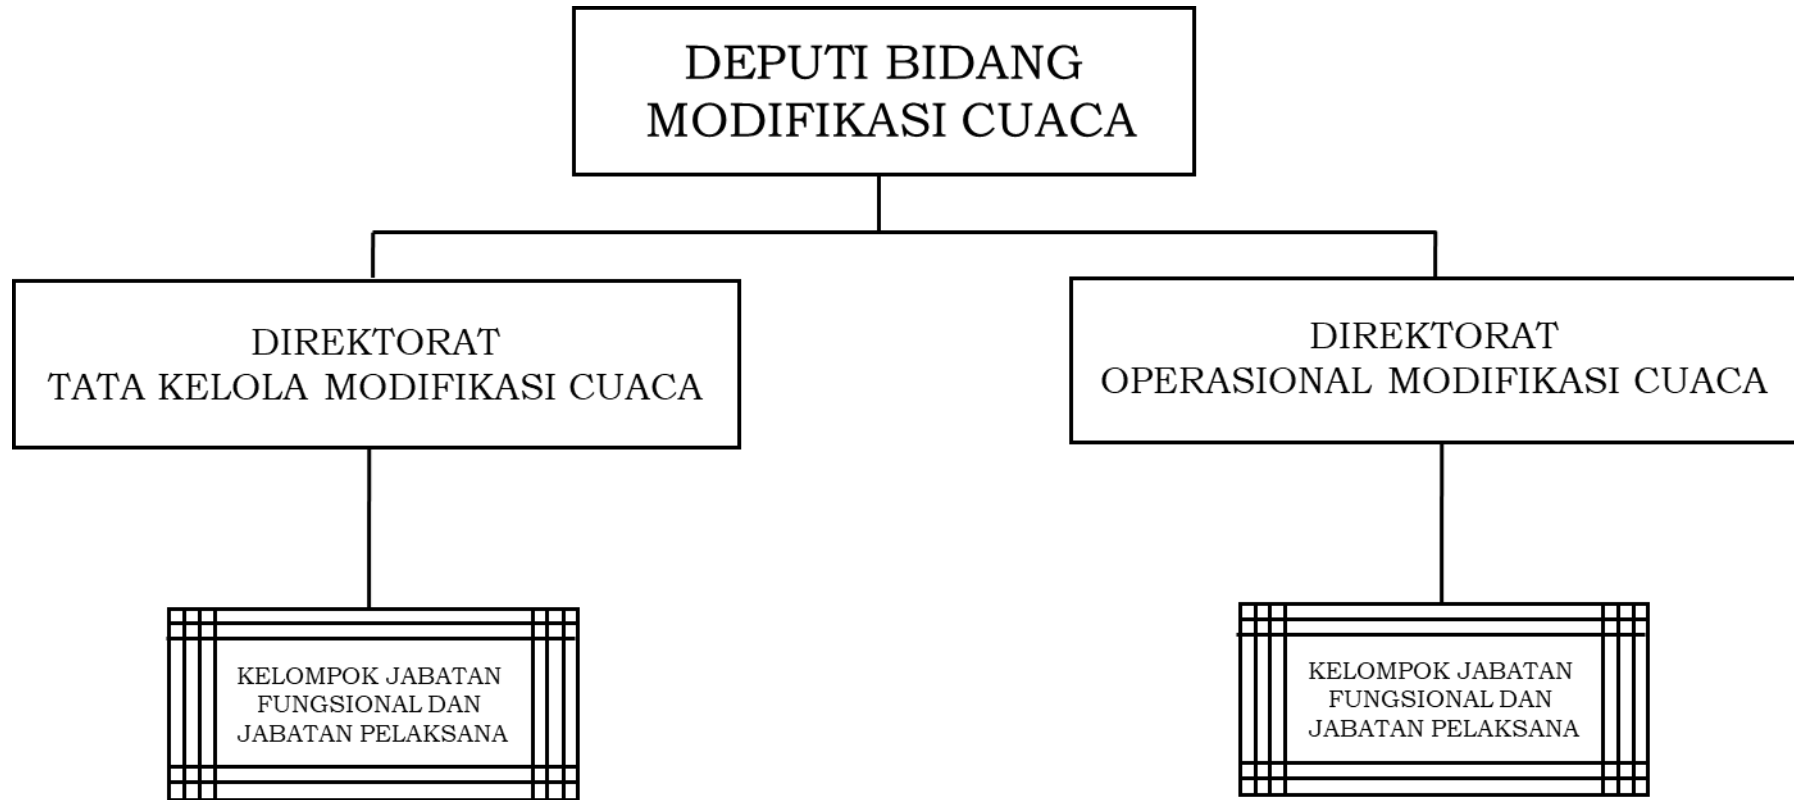 DEPUTI BIDANG
MODIFIKASI CUACA
DIREKTORAT
TATA KELOLA MODIFIKASI CUACA
DIREKTORAT
OPERASIONAL MODIFIKASI CUACA
KELOMPOK JABATAN
FUNGSIONAL DAN
JABATAN PELAKSANA
KELOMPOK JABATAN
FUNGSIONAL DAN
JABATAN PELAKSANA